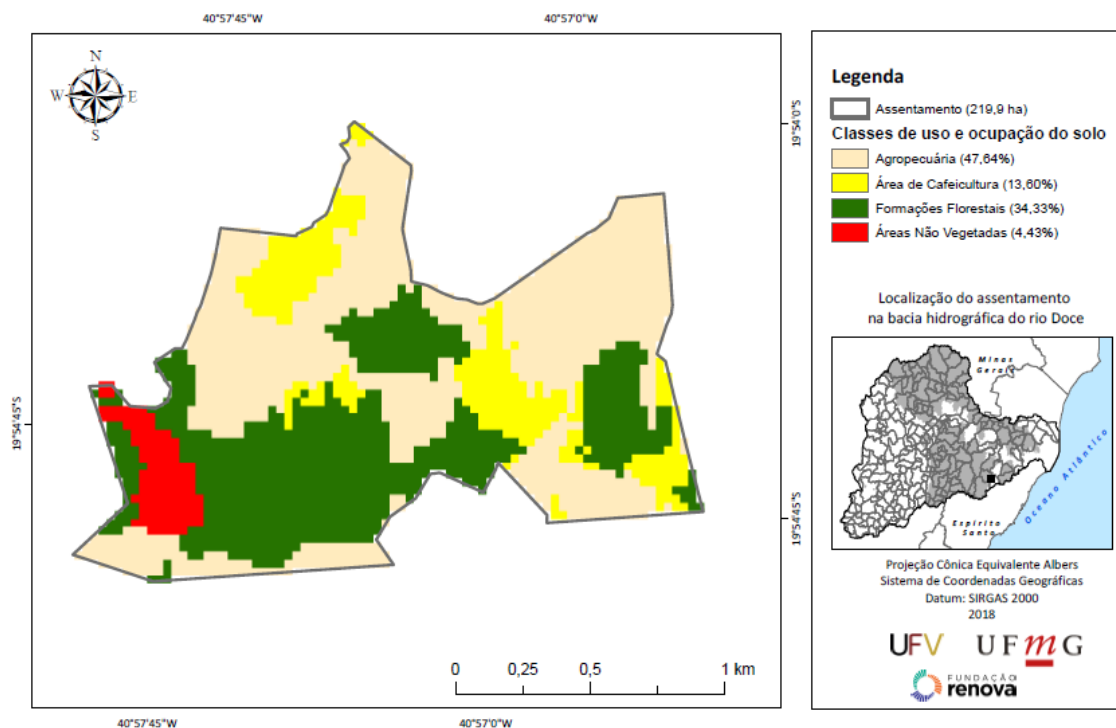 40°57'45"W
40°57'0"W
N
W
E
S
19°54'0"S
19°54'45"S
19°54'45"S
0
0,25
0,5
1 km
40°57'45"W
40°57'0"W
Legenda
Assentamento (219,9 ha)
Classes de uso e ocupação do solo
Agropecuária (47,64%)
Área de Cafeicultura (13,60%)
Formações Florestais (34,33%)
Áreas Não Vegetadas (4,43%)
Localização do assentamento
na bacia hidrográfica do rio Doce
Minas
Gerais
Oceano Atlântico
Espírito
Santo
Projeção Cônica Equivalente Albers
Sistema de Coordenadas Geográficas
Datum: SIRGAS 2000
2018
UFV
UFmG
FUNDAÇÃO
renova